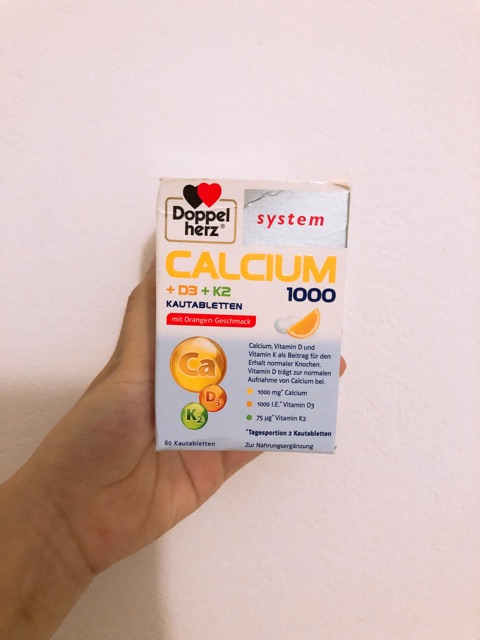 Doppel
herz®
system
CALCIUM
+ D3 + K2
1000
KAUTABLETTEN
mit Orangen-Geschmack
Calcium, Vitamin D und
Vitamin K als Beitrag für den
Erhalt normaler Knochen.
Vitamin D trägt zur normalen
Aufnahme von Calcium bei.
Ca
D3
K2
1000 mg* Calcium
1000 I.E.* Vitamin D3
75 µg* Vitamin K2
*Tagesportion 2 Kautabletten
60 Kautabletten
Zur Nahrungsergänzung